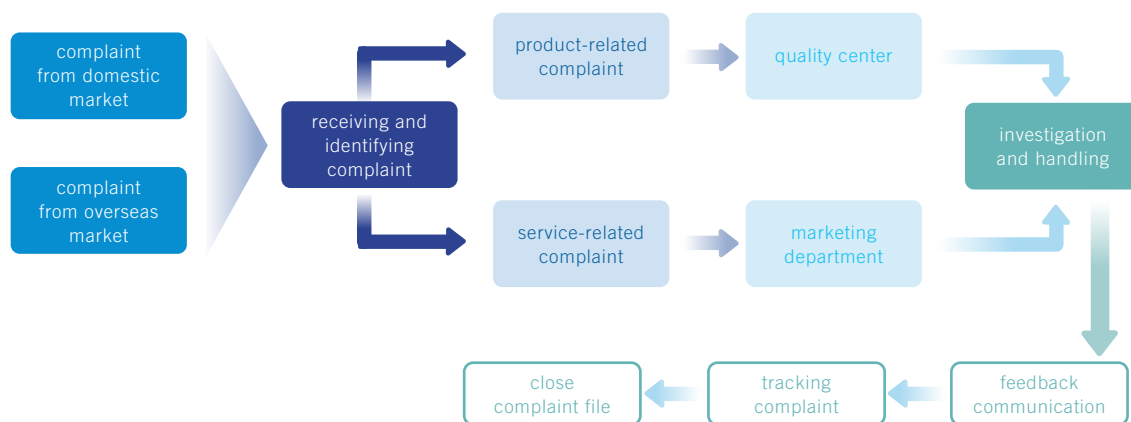 complaint
from domestic
market
complaint
from overseas
market
receiving and
identifying
complaint
product-related
complaint
quality center
service-related
complaint
marketing
department
investigation
and handling
feedback
communication
tracking
complaint
close
complaint file